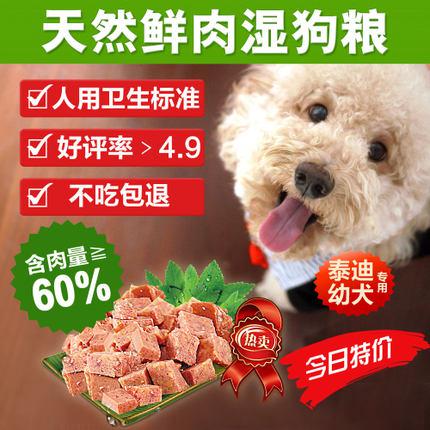 天然鲜肉湿狗粮
人用卫生标准
好评率>4.9
不吃包退
含肉量≧
60%
泰迪
幼犬
专用
热卖
今日特价